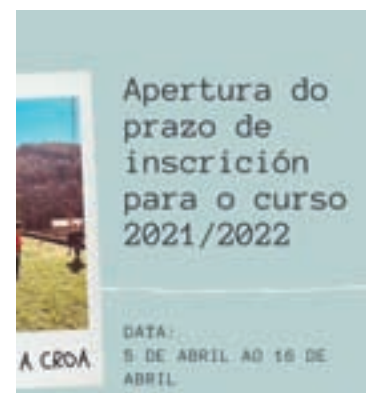 Apertura do
prazo de
inscrición
para o curso
2021/2022
DATA:
5 DE ABRIL AO 16 DE
ABRIL
A CROA